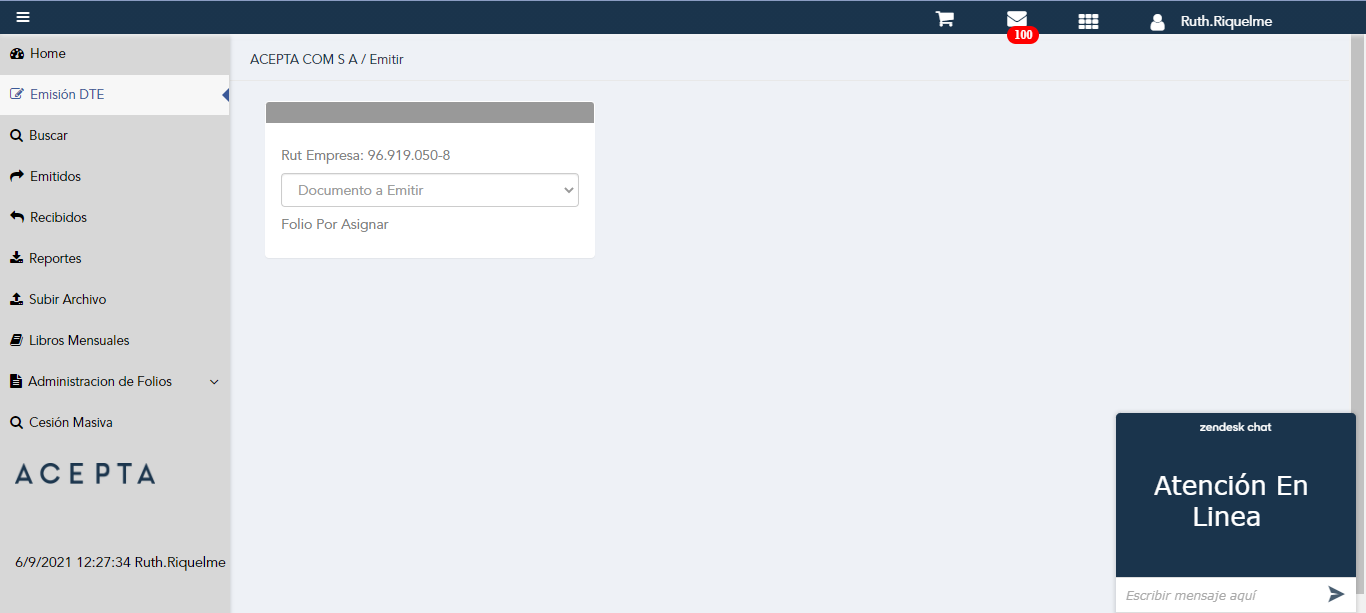 100
Ruth.Riquelme
Home
Emisión DTE
Buscar
Emitidos
Recibidos
Reportes
Subir Archivo
Libros Mensuales
Administracion de Folios
Cesión Masiva
ACEPTA
6/9/2021 12:27:34 Ruth.Riquelme
ACEPTA COM S A / Emitir
Rut Empresa: 96.919.050-8
Documento a Emitir
Folio Por Asignar
zendesk chat
Atención En
Linea
Escribir mensaje aquí